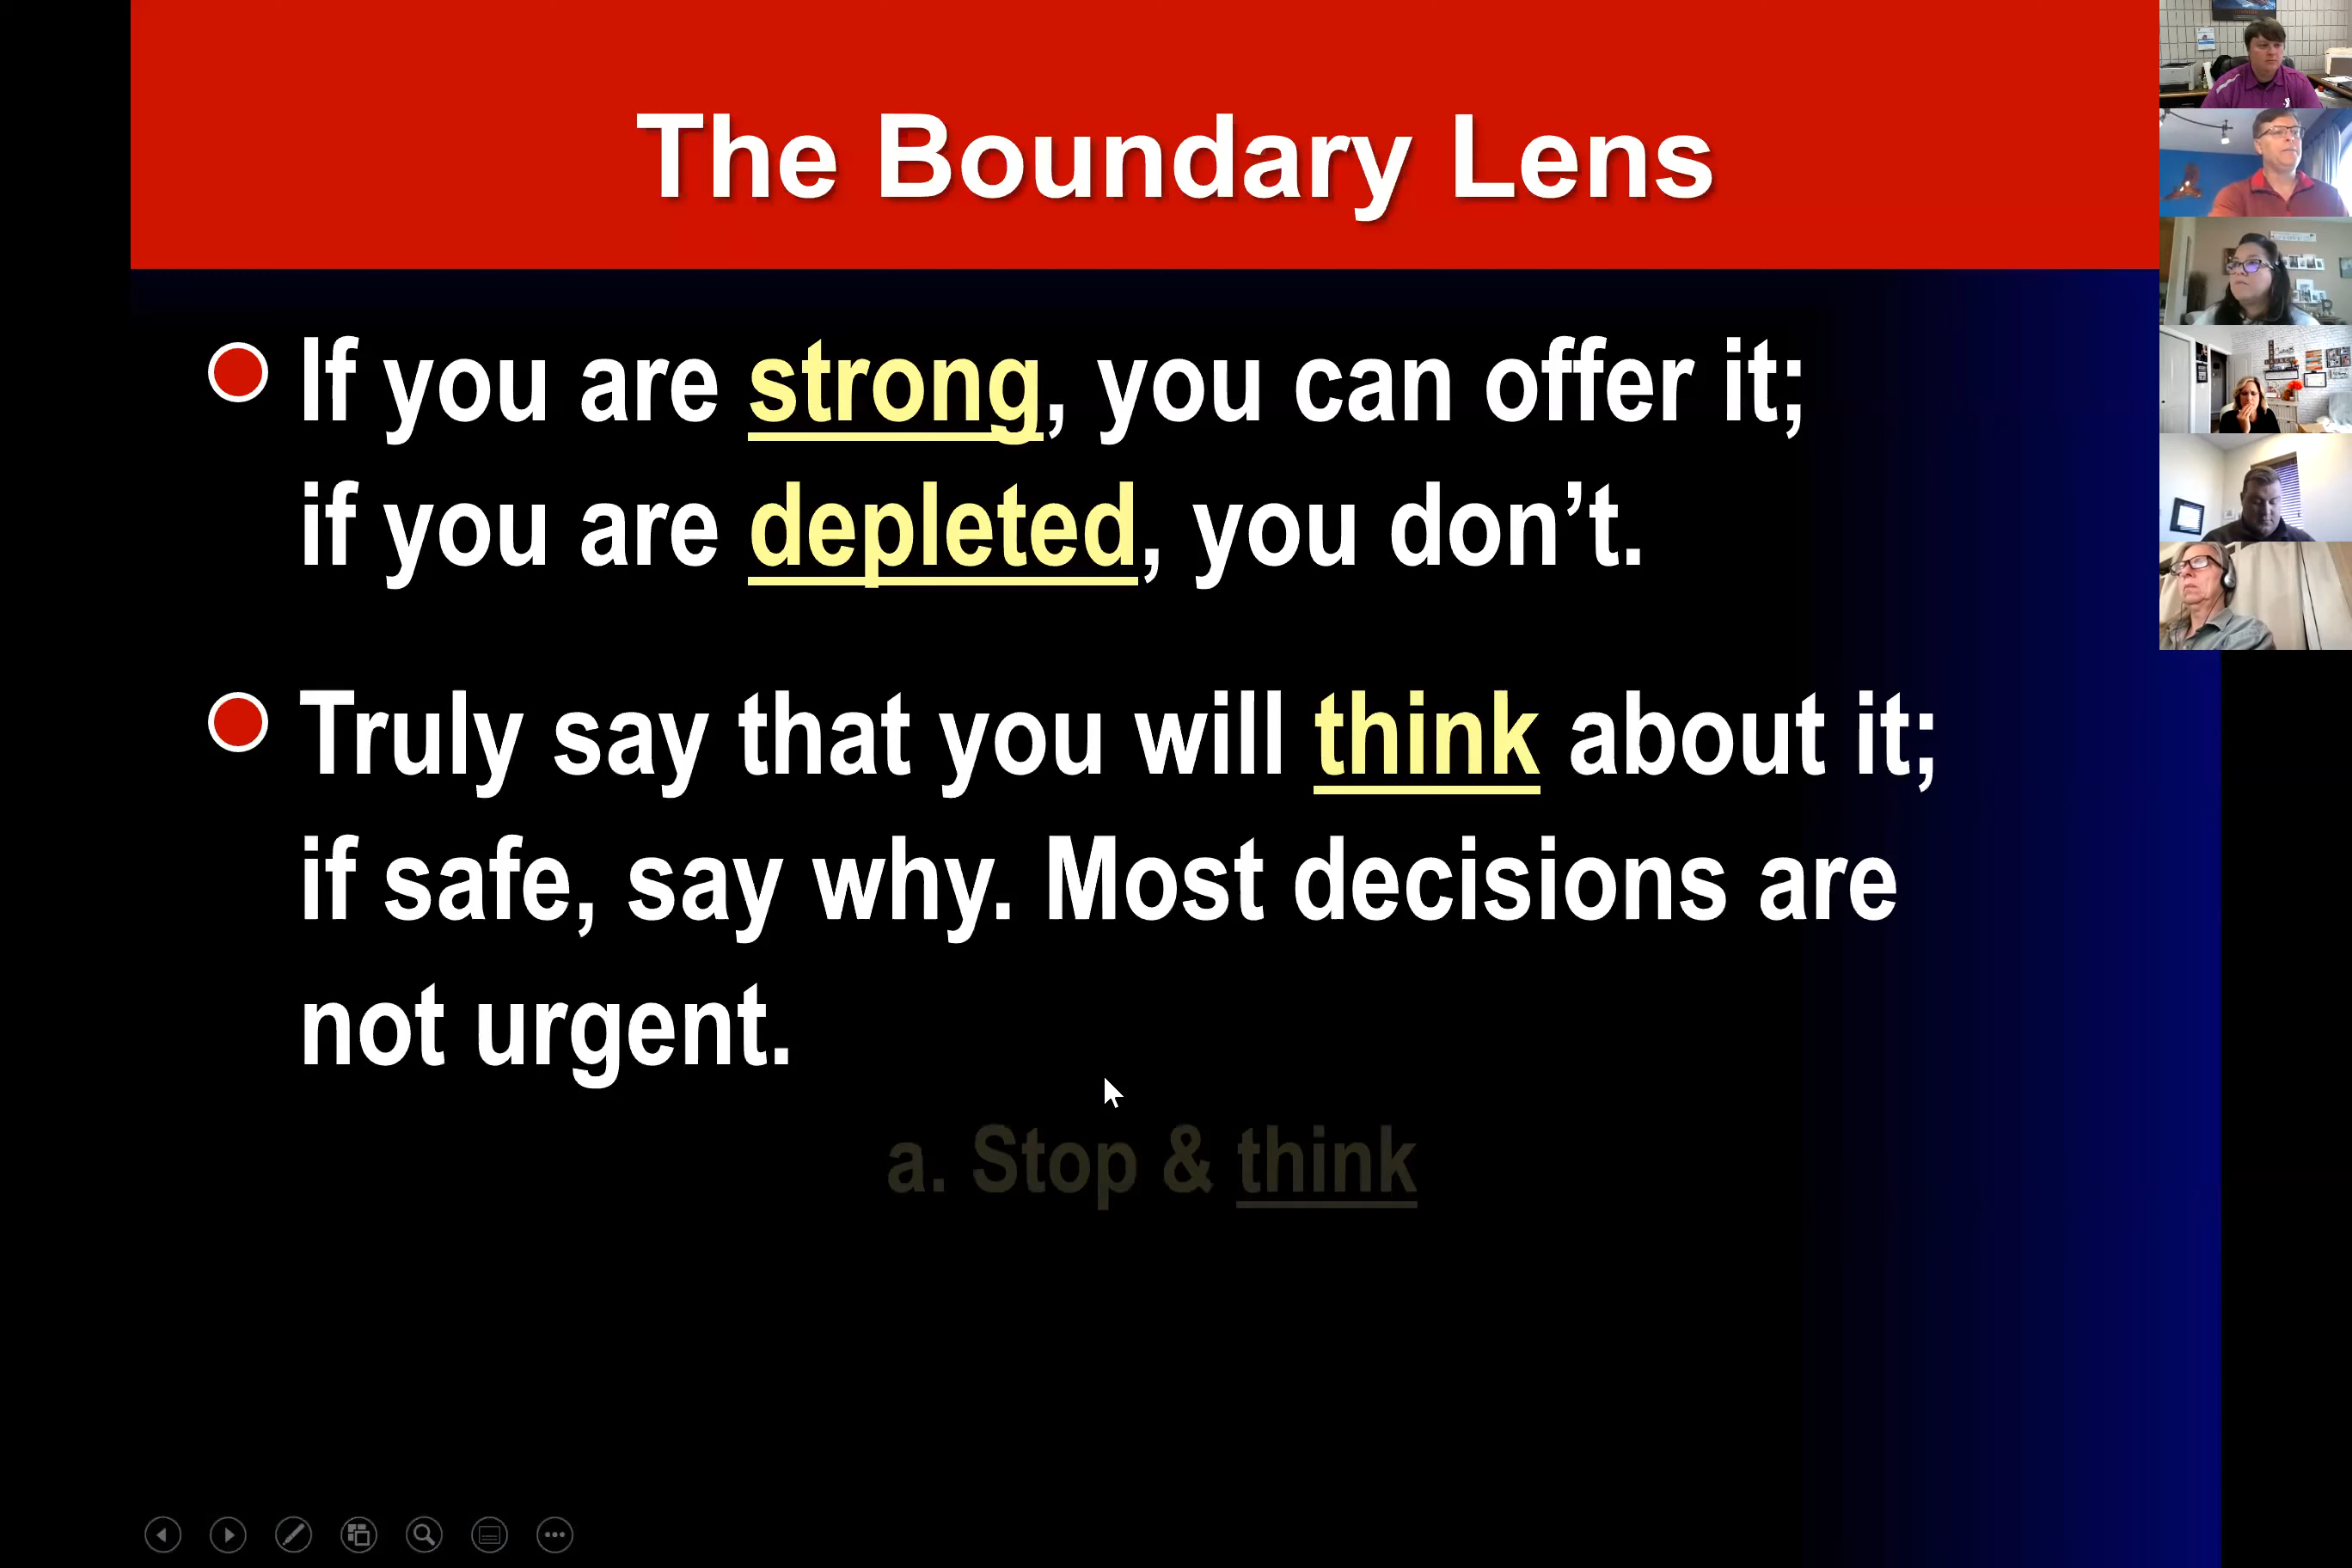 The Boundary Lens
If you are strong, you can offer it;
if you are depleted, you don’t.
Truly say that you will think about it;
if safe, say why. Most decisions are
not urgent.
a. Stop & think